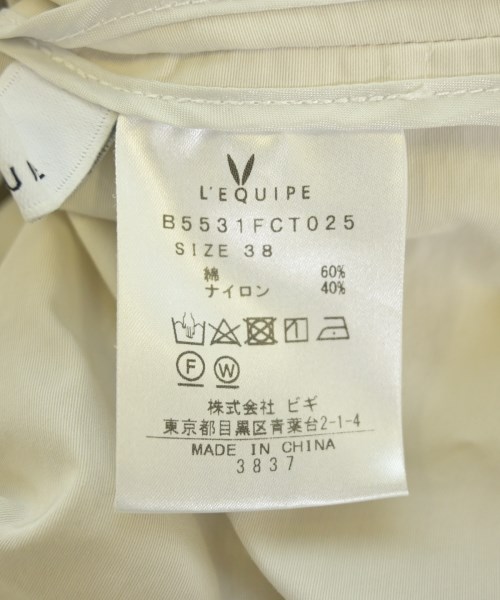 L'EQUIPE
B5531FCT025
SIZE 38
綿 60%
ナイロン 40%
F W
株式会社 ビギ
東京都目黒区青葉台2-1-4
MADE IN CHINA
3837